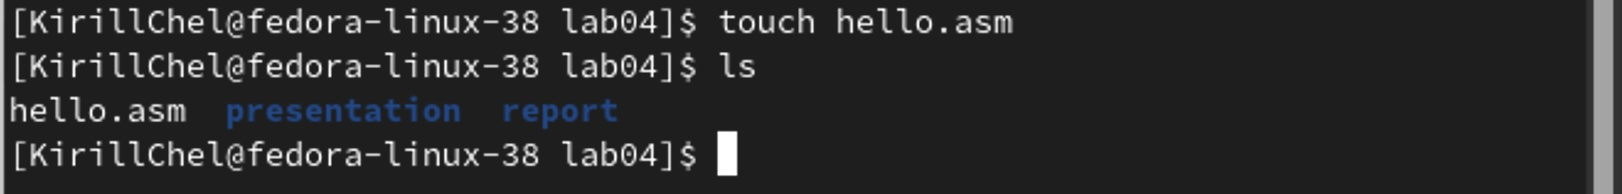 [KirillChel@fedora-linux-38 lab04]$ touch hello.asm
[KirillChel@fedora-linux-38 lab04]$ ls
hello.asm  presentation  report
[KirillChel@fedora-linux-38 lab04]$